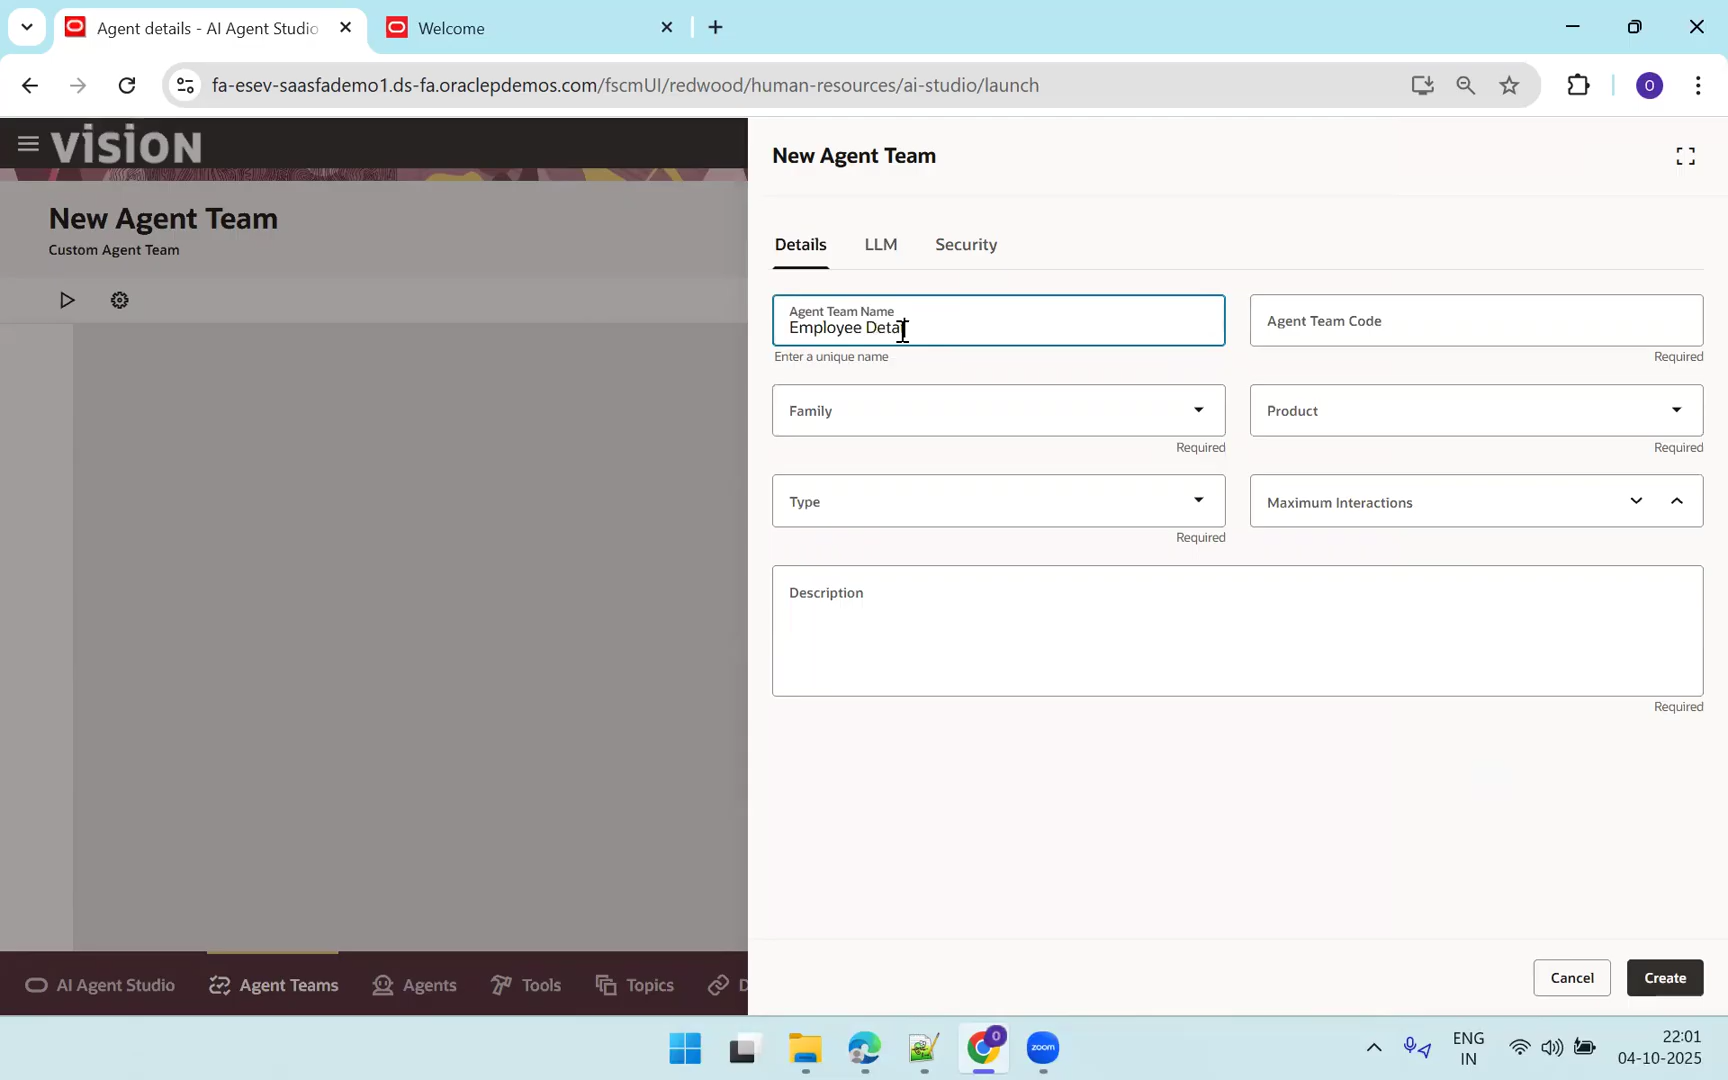 Agent details - AI Agent Studio
Welcome
fa-esev-saasfademo1.ds-fa.oraclepdemos.com/fscmUI/redwood/human-resources/ai-studio/launch
O
vision
New Agent Team
Custom Agent Team
New Agent Team
Details
LLM
Security
Agent Team Name
Employee Deta
Enter a unique name
Agent Team Code
Required
Family
Required
Product
Required
Type
Required
Maximum Interactions
Description
Required
Cancel
Create
AI Agent Studio
Agent Teams
Agents
Tools
Topics
D
zoom
ENG
IN
22:01
04-10-2025